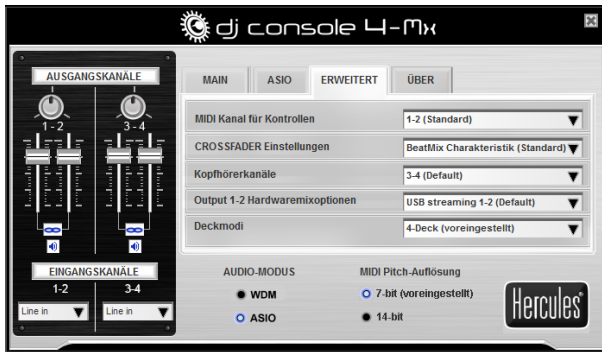 dj console 4-Mx
AUSGANGSKANÄLE
1 - 2
3 - 4
EINGANGSKANÄLE
1-2
3-4
Line in
Line in
MAIN
ASIO
ERWEITERT
ÜBER
MIDI Kanal für Kontrollen
1-2 (Standard)
CROSSFADER Einstellungen
BeatMix Charakteristik (Standard)
Kopfhörerkanäle
3-4 (Default)
Output 1-2 Hardwaremixoptionen
USB streaming 1-2 (Default)
Deckmodi
4-Deck (voreingestellt)
AUDIO-MODUS
WDM
ASIO
MIDI Pitch-Auflösung
7-bit (voreingestellt)
14-bit
Hercules